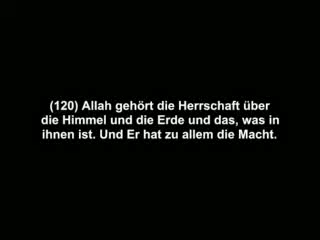 (120) Allah gehört die Herrschaft über
die Himmel und die Erde und das, was in
ihnen ist. Und Er hat zu allem die Macht.